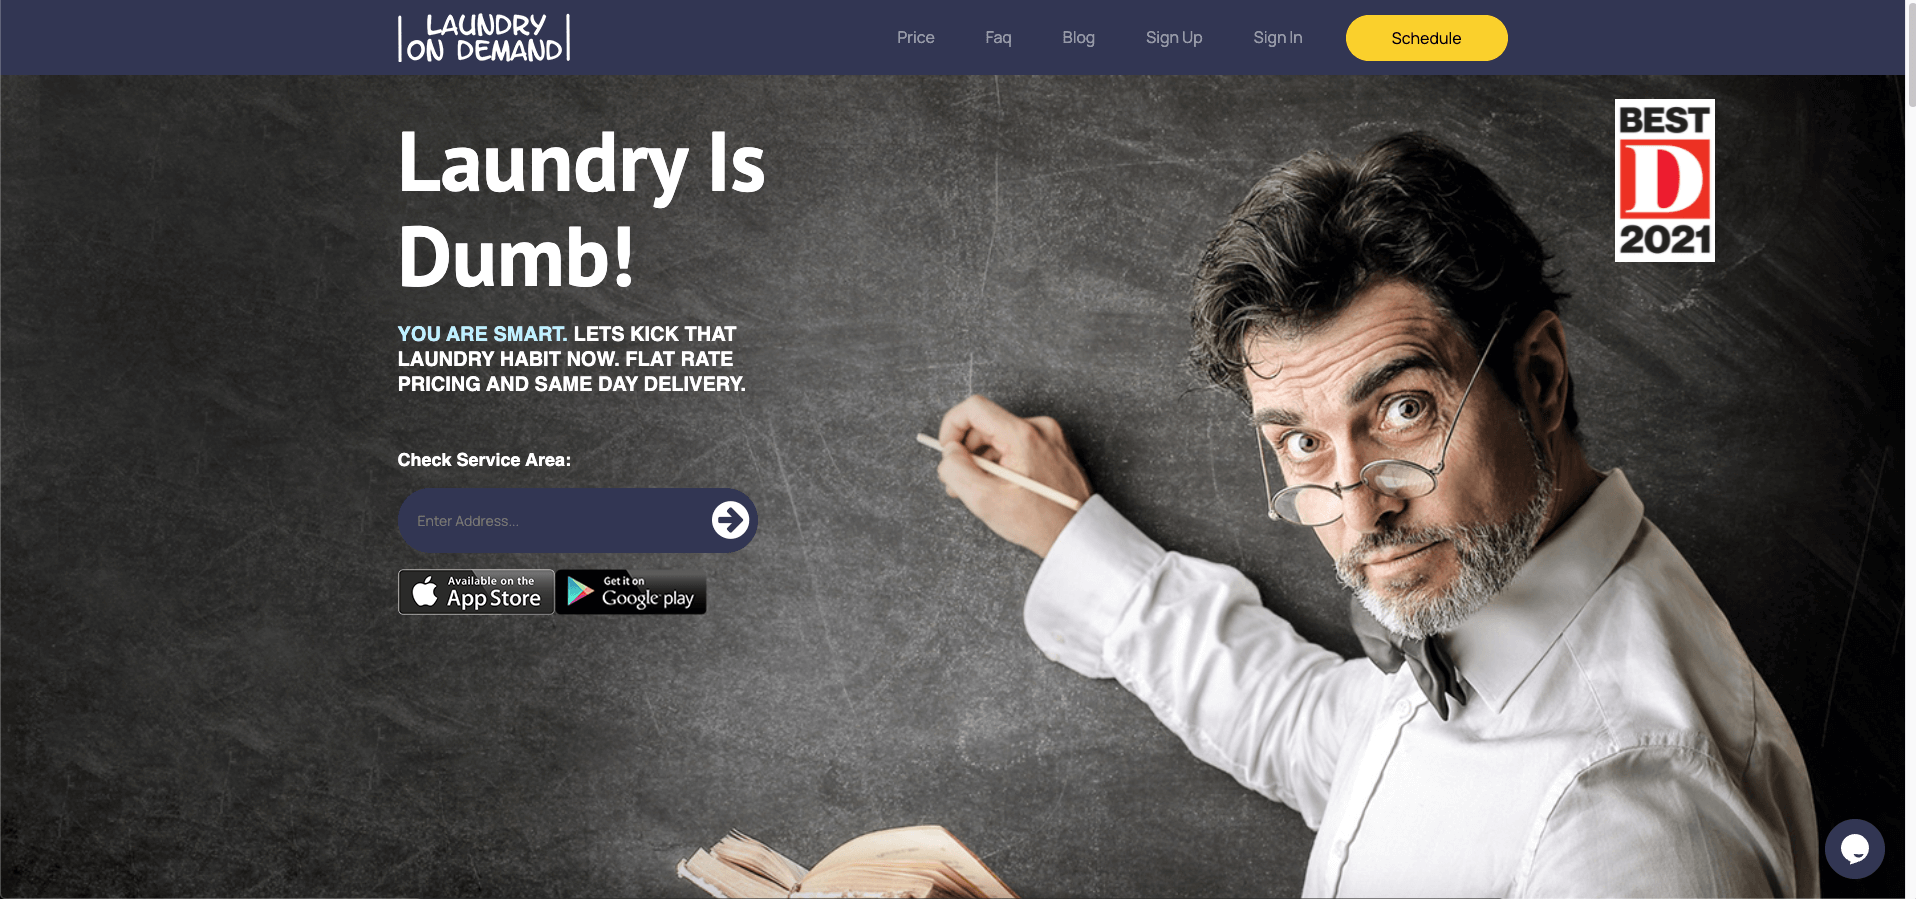 LAUNDRY
ON DEMAND
Price
Faq
Blog
Sign Up
Sign In
Schedule
BEST
D
2021
Laundry Is
Dumb!
YOU ARE SMART. LETS KICK THAT
LAUNDRY HABIT NOW. FLAT RATE
PRICING AND SAME DAY DELIVERY.
Check Service Area:
Enter Address...
Available on the
App Store
Get it on
Google play